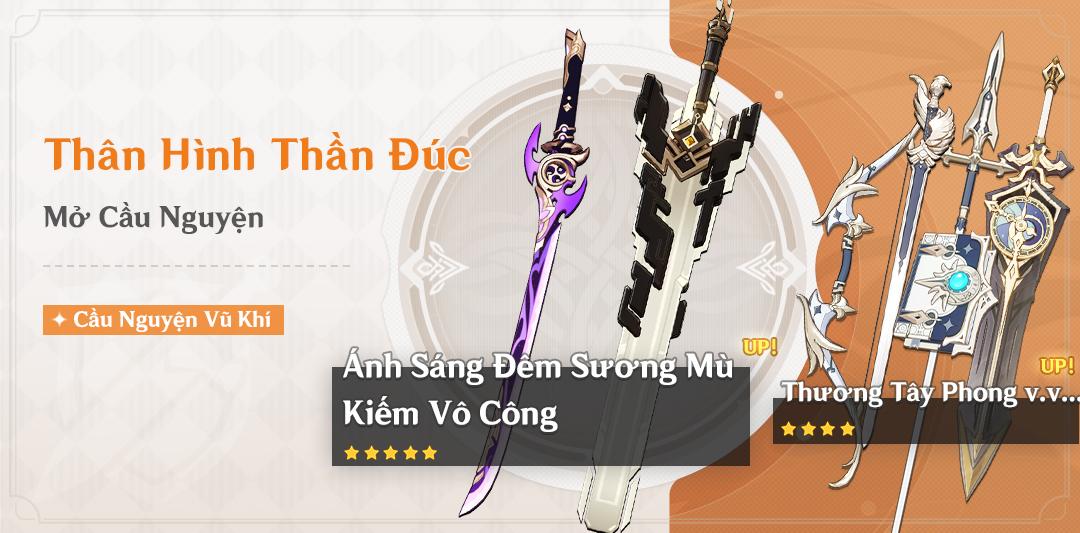 Thân Hình Thần Đúc
Mở Cầu Nguyện
Cầu Nguyện Vũ Khí
UP!
Ánh Sáng Đêm Sương Mù
Kiếm Vô Công
UP!
Thương Tây Phong v.v...